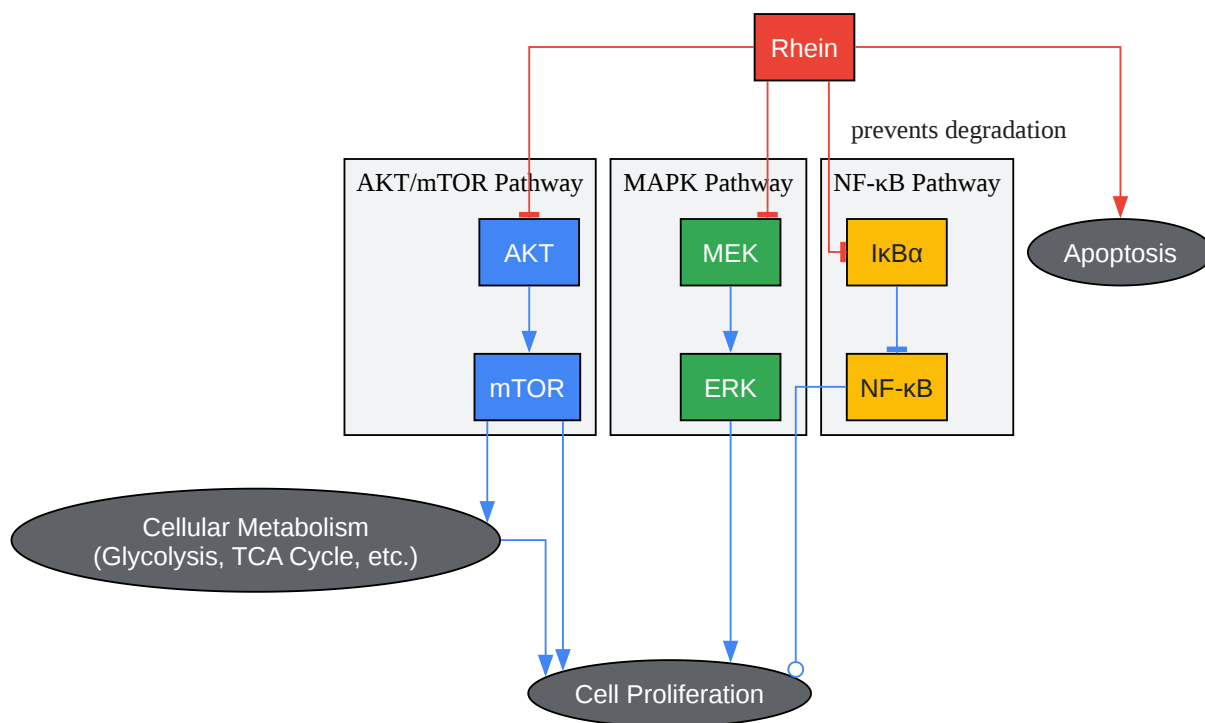 Rhein
prevents degradation
AKT/mTOR Pathway
MAPK Pathway
NF-κB Pathway
AKT
MEK
IκBα
Apoptosis
mTOR
ERK
NF-κB
Cellular Metabolism
(Glycolysis, TCA Cycle, etc.)
Cell Proliferation